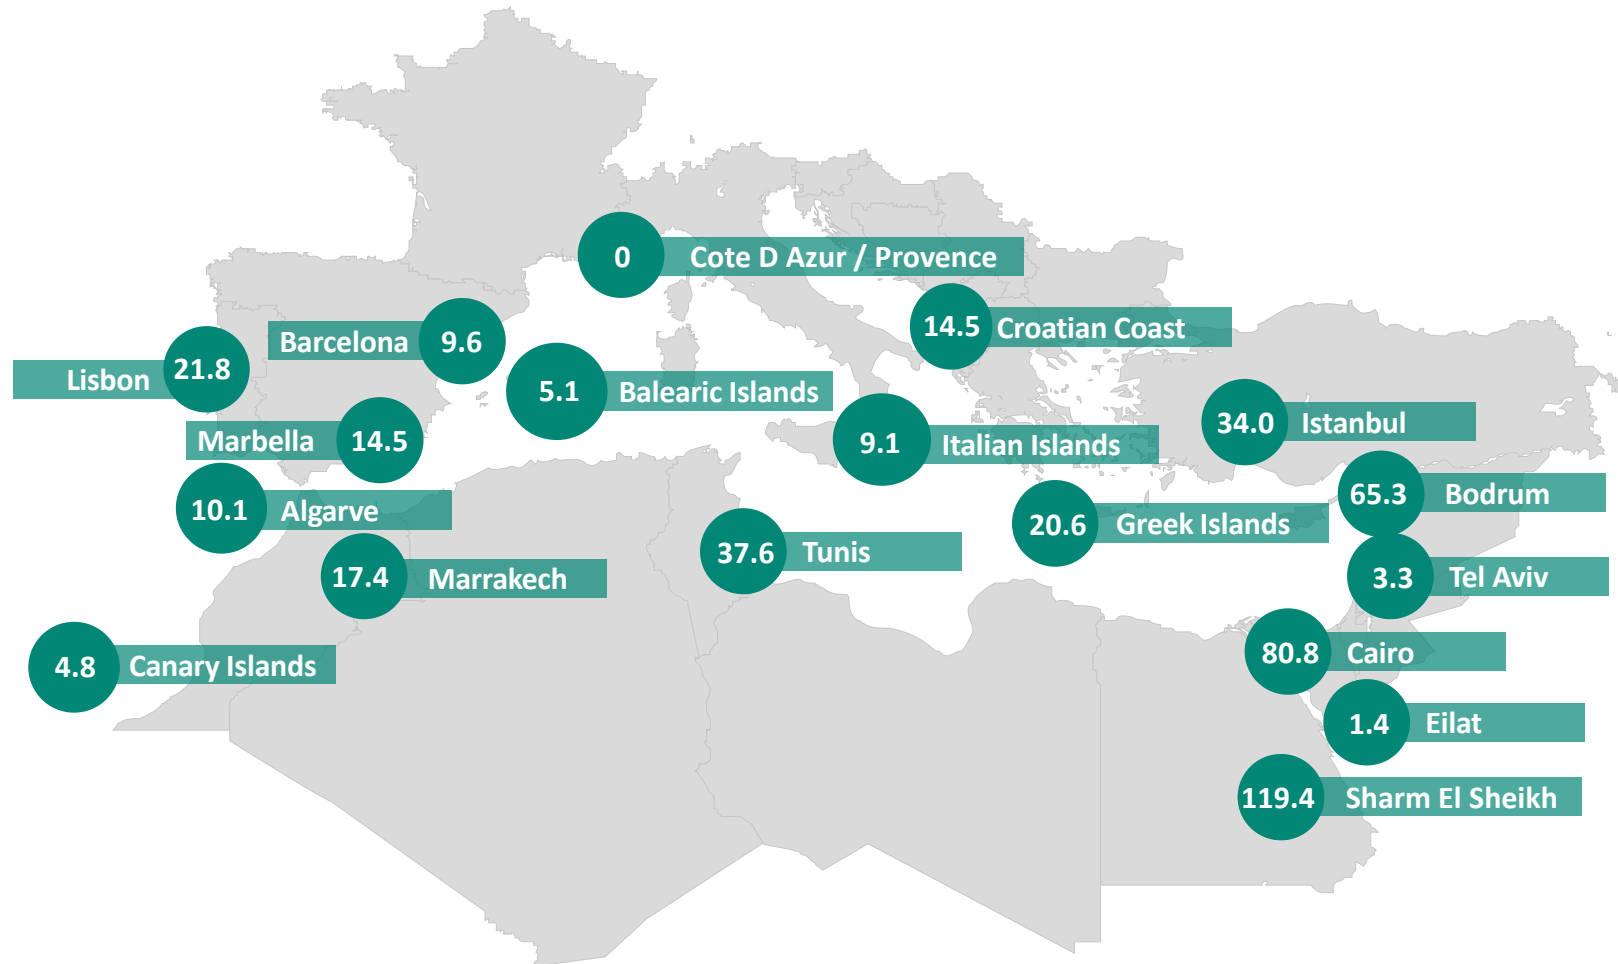 0 Cote D Azur / Provence
14.5 Croatian Coast
Barcelona 9.6
Lisbon 21.8
5.1 Balearic Islands
34.0 Istanbul
Marbella 14.5
9.1 Italian Islands
65.3 Bodrum
10.1 Algarve
20.6 Greek Islands
37.6 Tunis
17.4 Marrakech
3.3 Tel Aviv
80.8 Cairo
4.8 Canary Islands
1.4 Eilat
119.4 Sharm El Sheikh